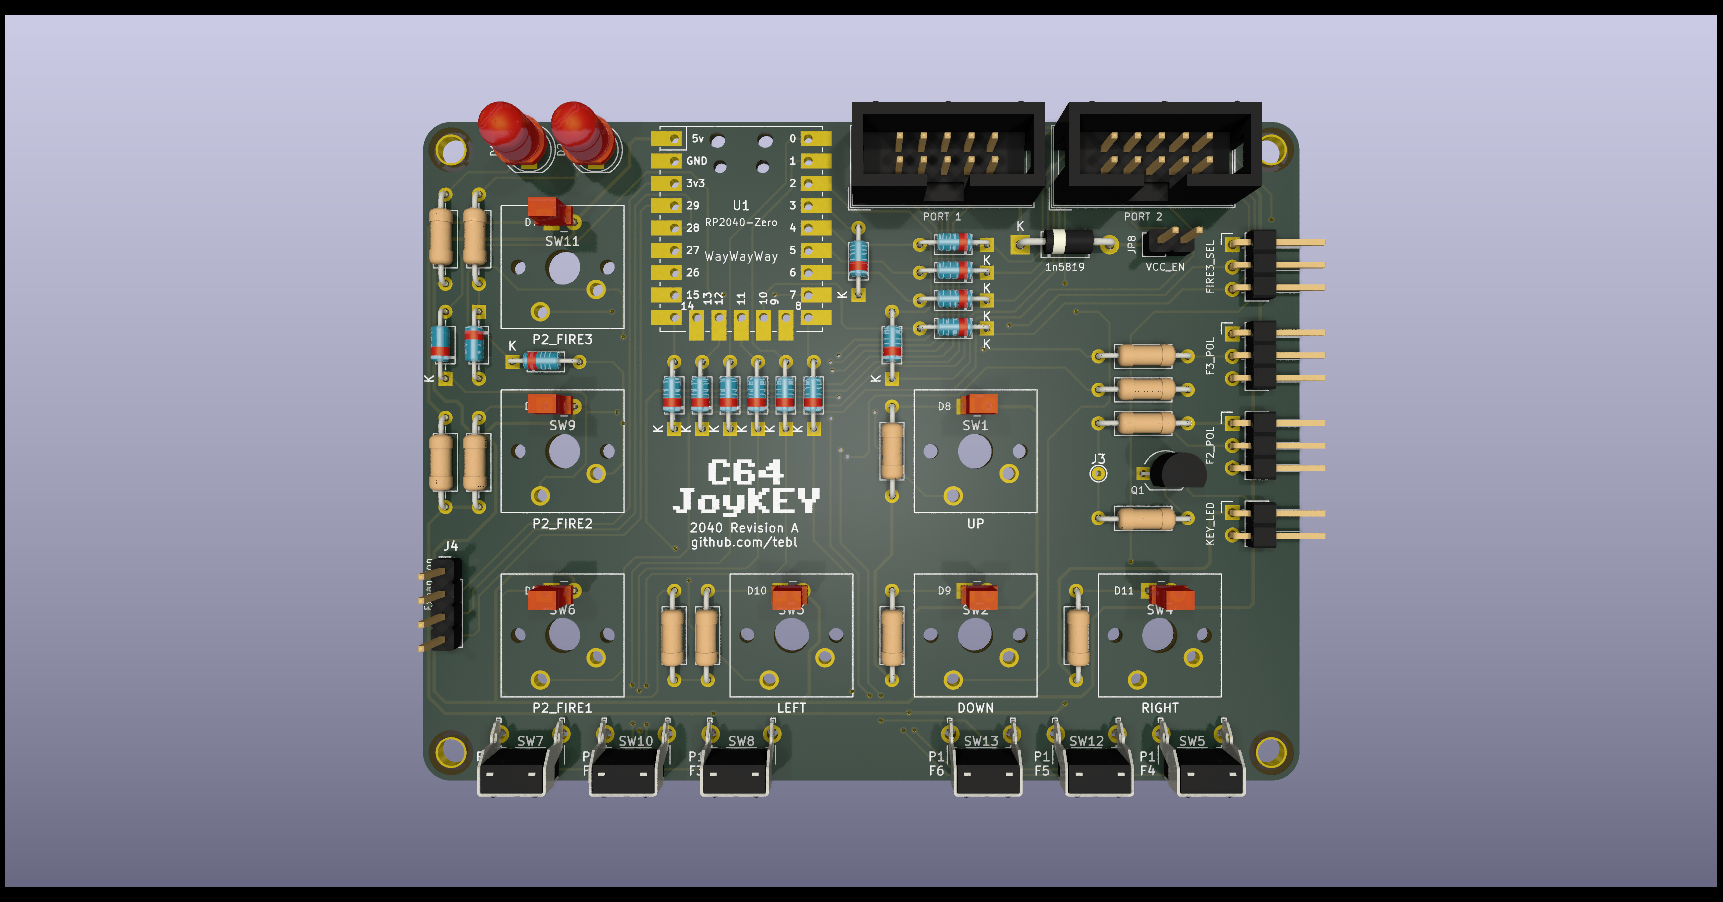 5v
0
GND
1
3v3
2
29
3
U1
RP2040-Zero
28
4
27
5
WayWayWay
26
6
15
7
14
13
12
11
10
9
8
PORT 1
PORT 2
K
1n5819
JP8
VCC_EN
FIRE3_SEL
SW11
P2_FIRE3
K
K
K
K
K
K
K
K
F3_POL
SW9
P2_FIRE2
K
K
K
K
K
K
D8
SW1
UP
F2_POL
J3
Q1
KEY_LED
C64
JoyKEY
2040 Revision A
github.com/tebl
J4
SW6
P2_FIRE1
D10
LEFT
D9
SW2
DOWN
D11
SW4
RIGHT
SW7
SW10
SW8
SW13
P1
F6
SW12
P1
F5
SW5
P1
F4